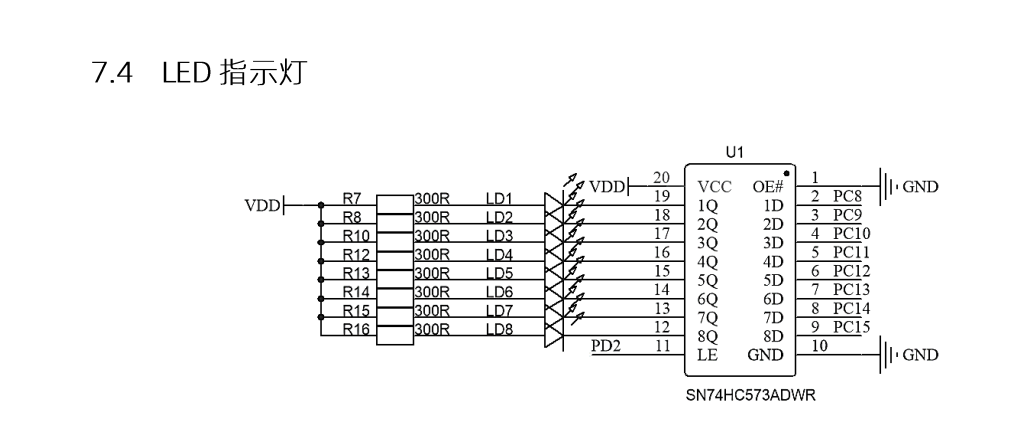 7.4 LED 指示灯
U1
VDD 20 VCC OE# 1 GND
VDD R7 300R LD1 19 1Q 1D 2 PC8
R8 300R LD2 18 2Q 2D 3 PC9
R10 300R LD3 17 3Q 3D 4 PC10
R12 300R LD4 16 4Q 4D 5 PC11
R13 300R LD5 15 5Q 5D 6 PC12
R14 300R LD6 14 6Q 6D 7 PC13
R15 300R LD7 13 7Q 7D 8 PC14
R16 300R LD8 12 8Q 8D 9 PC15
PD2 11 LE GND 10 GND
SN74HC573ADWR